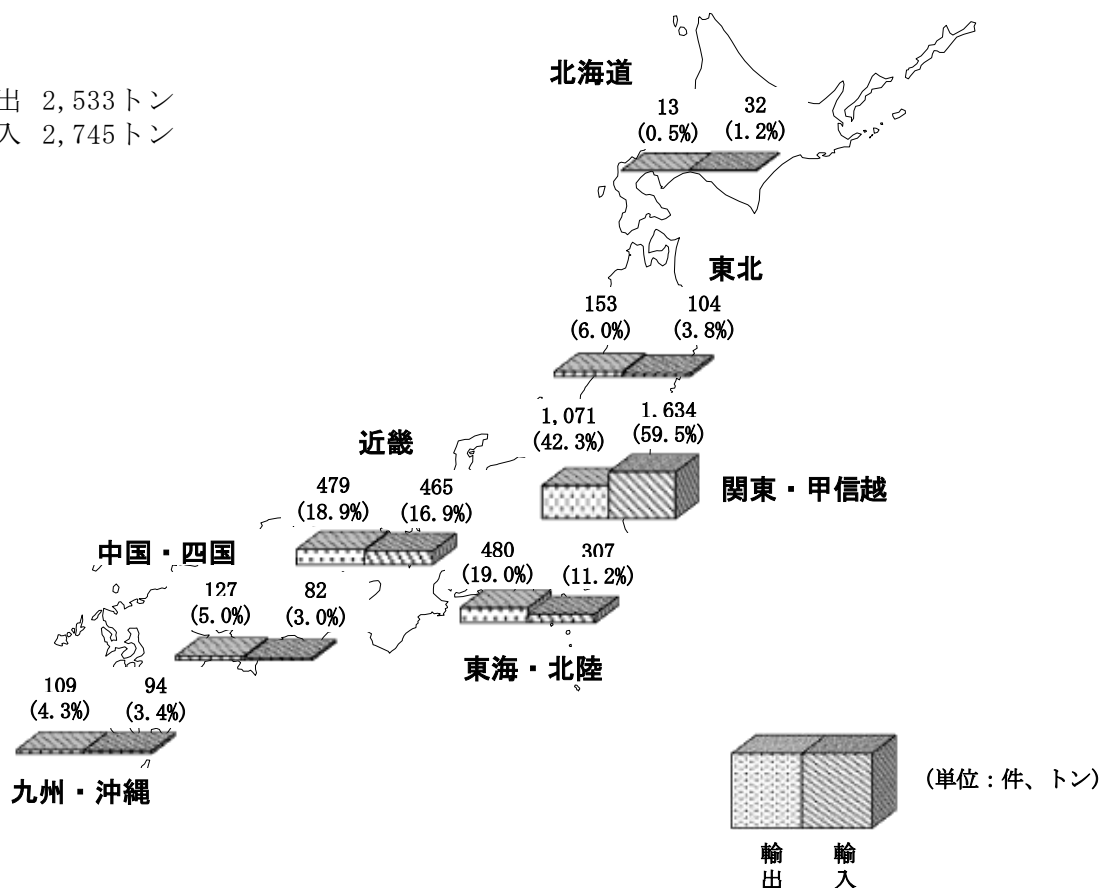 出 2,533トン
入 2,745トン
北海道
13 32
(0.5%) (1.2%)
東北
153 104
(6.0%) (3.8%)
1,071 1.634
(42.3%) (59.5%)
関東・甲信越
近畿
479 465
(18.9%) (16.9%)
480 307
(19.0%) (11.2%)
東海・北陸
中国・四国
127 82
(5.0%) (3.0%)
109 94
(4.3%) (3.4%)
九州・沖縄
(単位：件、トン)
輸出 輸入